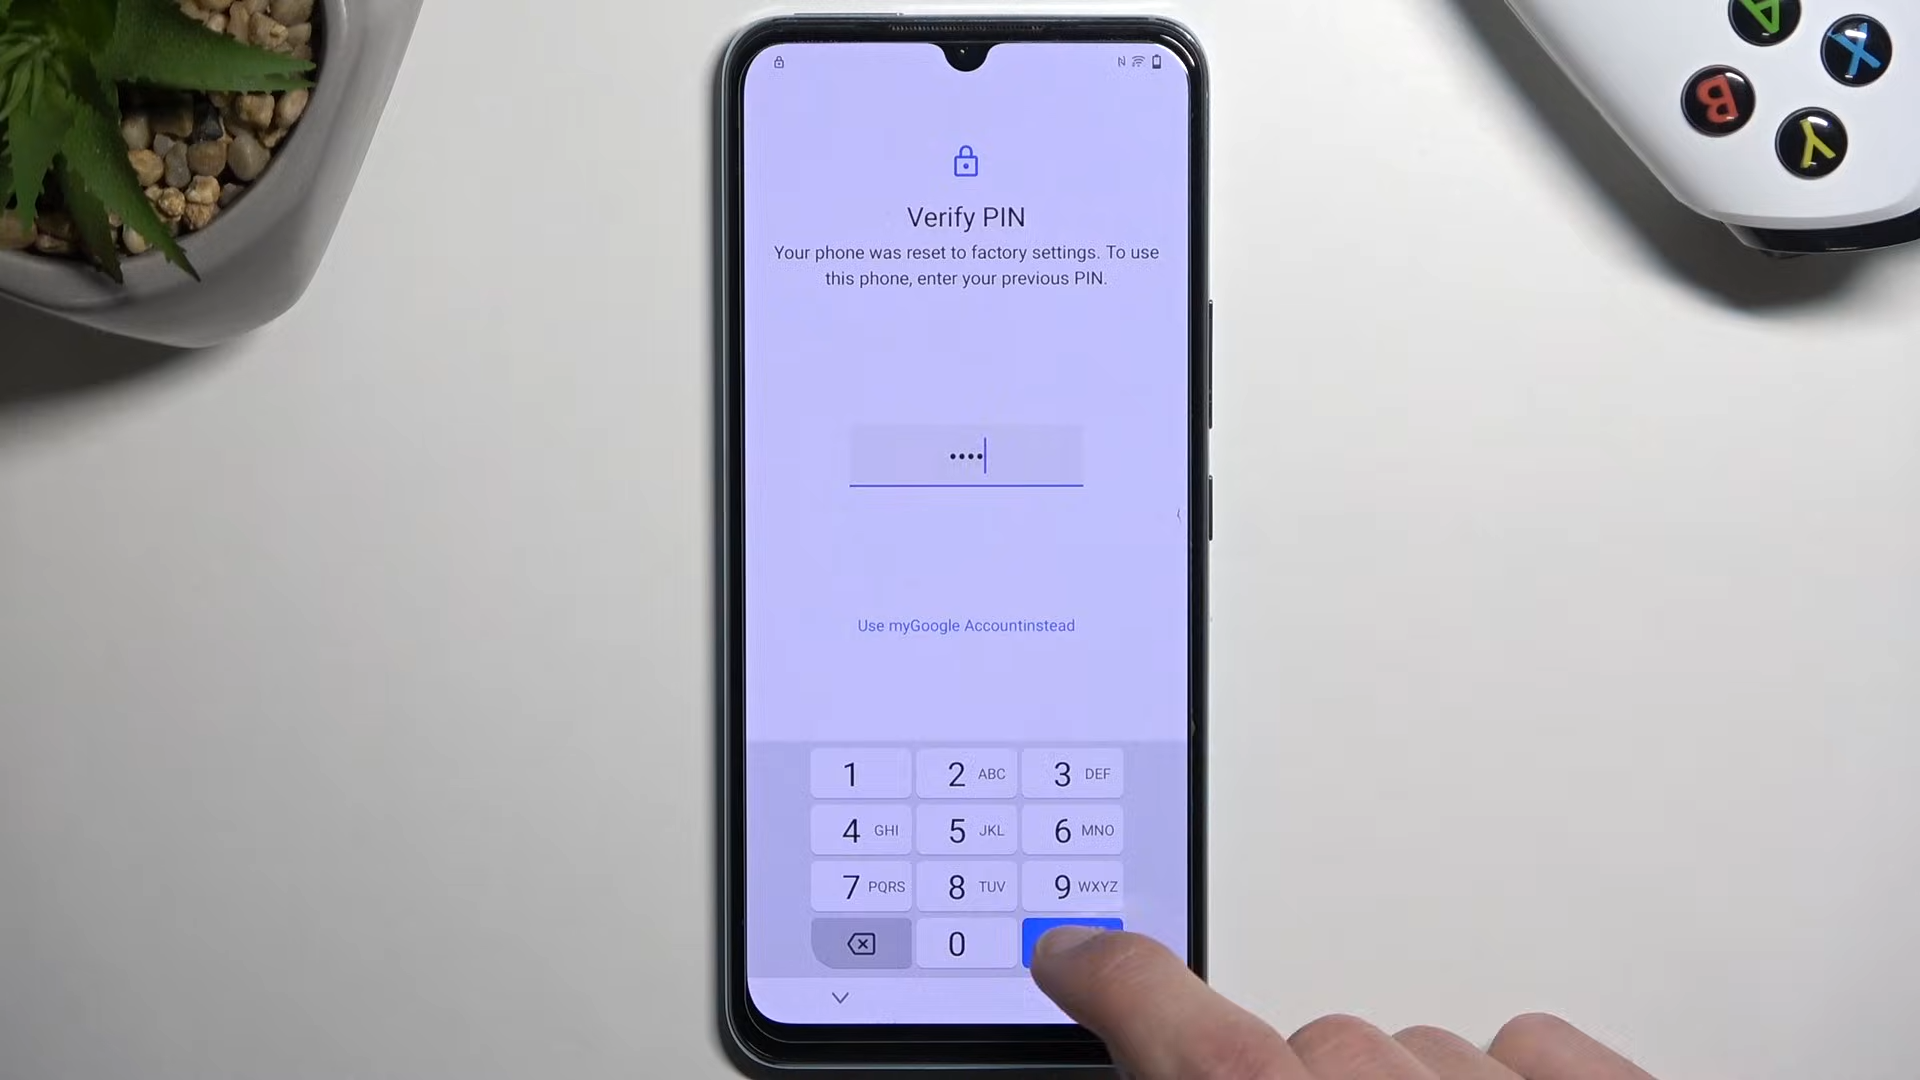 A
X
B
Y
Verify PIN
Your phone was reset to factory settings. To use
this phone, enter your previous PIN.
••••
Use myGoogle Accountinstead
1
2 ABC
3 DEF
4 GHI
5 JKL
6 MNO
7 PQRS
8 TUV
9 WXYZ
0